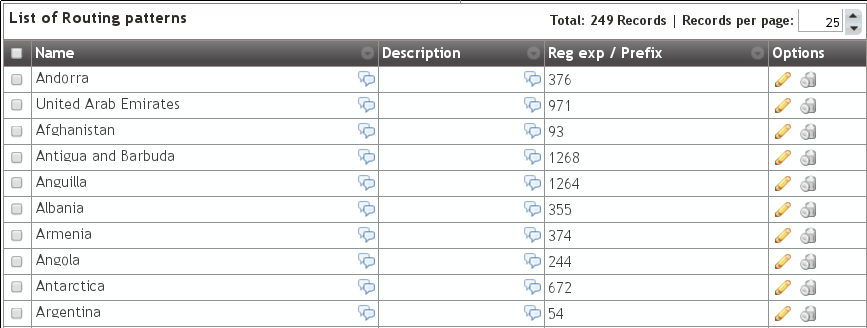 List of Routing patterns Total: 249 Records | Records per page: 25
Name Description Reg exp / Prefix Options
Andorra 376
United Arab Emirates 971
Afghanistan 93
Antigua and Barbuda 1268
Anguilla 1264
Albania 355
Armenia 374
Angola 244
Antarctica 672
Argentina 54